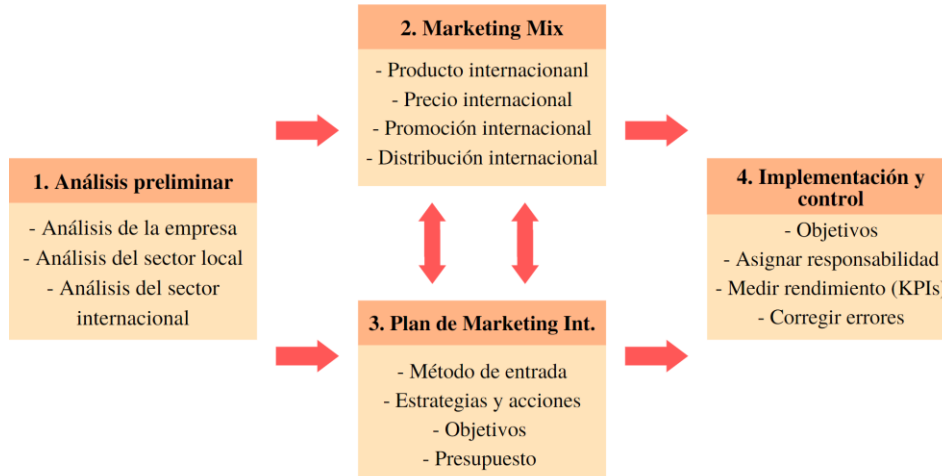 1. Análisis preliminar
- Análisis de la empresa
- Análisis del sector local
- Análisis del sector
internacional
2. Marketing Mix
- Producto internacionanl
- Precio internacional
- Promoción internacional
- Distribución internacional
3. Plan de Marketing Int.
- Método de entrada
- Estrategias y acciones
- Objetivos
- Presupuesto
4. Implementación y
control
- Objetivos
- Asignar responsabilidad
- Medir rendimiento (KPIs)
- Corregir errores